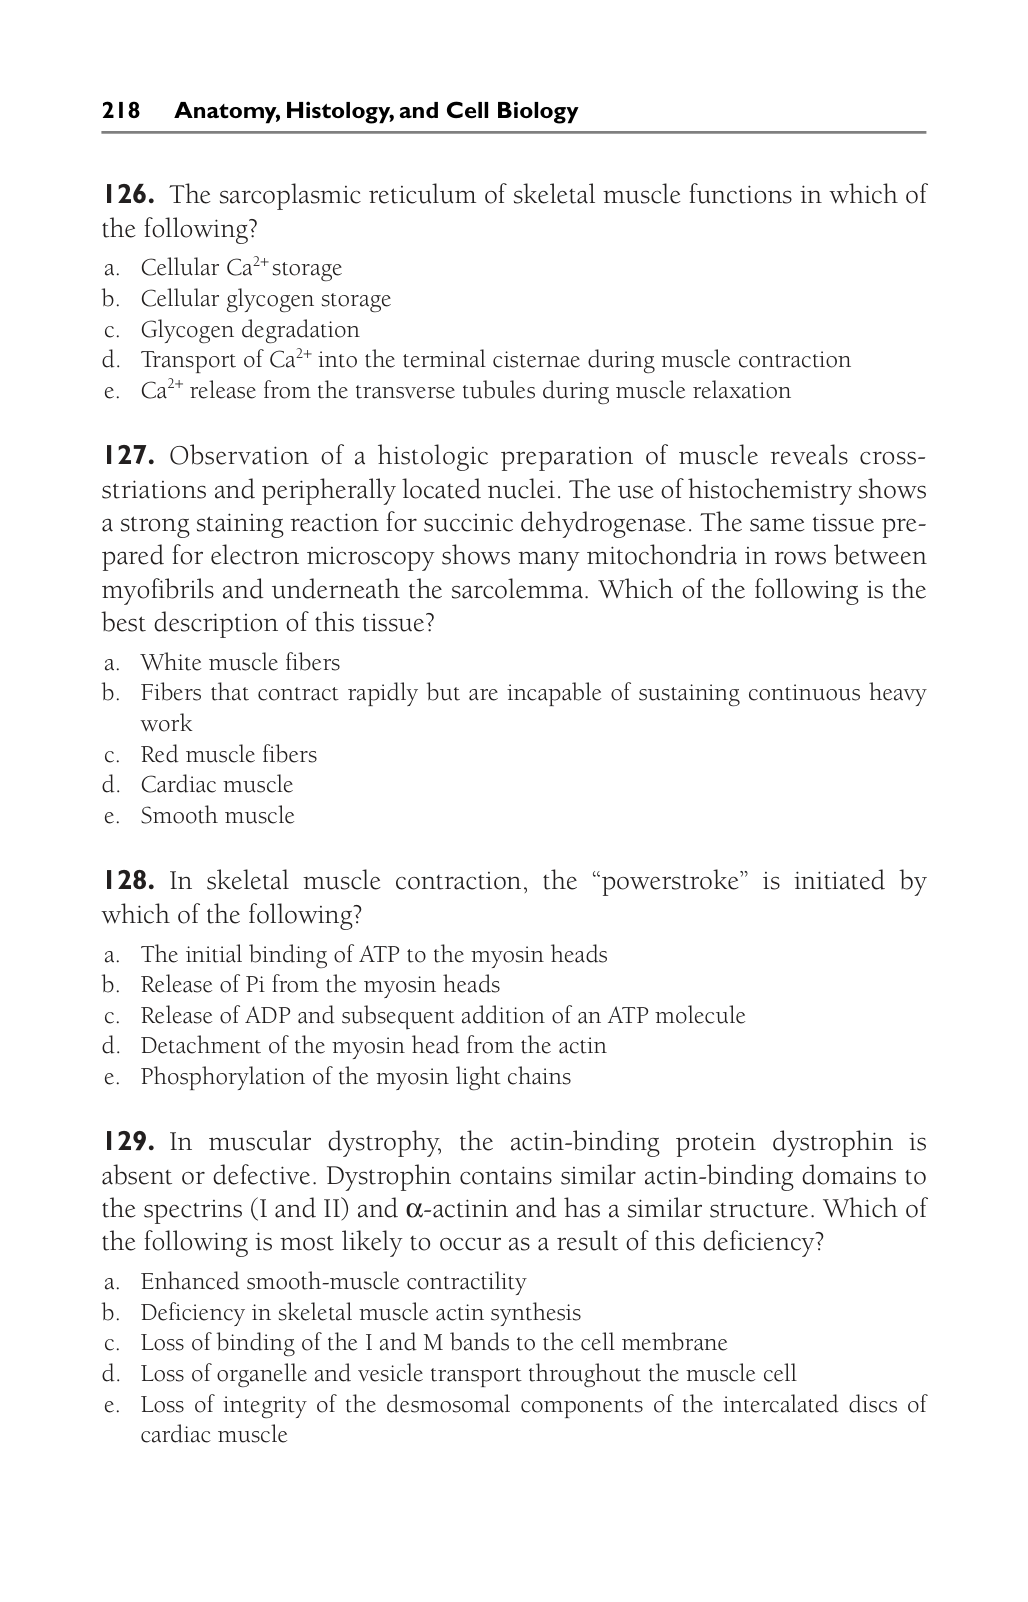 218 Anatomy, Histology, and Cell Biology
126. The sarcoplasmic reticulum of skeletal muscle functions in which of
the following?
a. Cellular Ca²⁺ storage
b. Cellular glycogen storage
c. Glycogen degradation
d. Transport of Ca²⁺ into the terminal cisternae during muscle contraction
e. Ca²⁺ release from the transverse tubules during muscle relaxation
127. Observation of a histologic preparation of muscle reveals cross-
striations and peripherally located nuclei. The use of histochemistry shows
a strong staining reaction for succinic dehydrogenase. The same tissue pre-
pared for electron microscopy shows many mitochondria in rows between
myofibrils and underneath the sarcolemma. Which of the following is the
best description of this tissue?
a. White muscle fibers
b. Fibers that contract rapidly but are incapable of sustaining continuous heavy
work
c. Red muscle fibers
d. Cardiac muscle
e. Smooth muscle
128. In skeletal muscle contraction, the “powerstroke” is initiated by
which of the following?
a. The initial binding of ATP to the myosin heads
b. Release of Pi from the myosin heads
c. Release of ADP and subsequent addition of an ATP molecule
d. Detachment of the myosin head from the actin
e. Phosphorylation of the myosin light chains
129. In muscular dystrophy, the actin-binding protein dystrophin is
absent or defective. Dystrophin contains similar actin-binding domains to
the spectrins (I and II) and α-actinin and has a similar structure. Which of
the following is most likely to occur as a result of this deficiency?
a. Enhanced smooth-muscle contractility
b. Deficiency in skeletal muscle actin synthesis
c. Loss of binding of the I and M bands to the cell membrane
d. Loss of organelle and vesicle transport throughout the muscle cell
e. Loss of integrity of the desmosomal components of the intercalated discs of
cardiac muscle